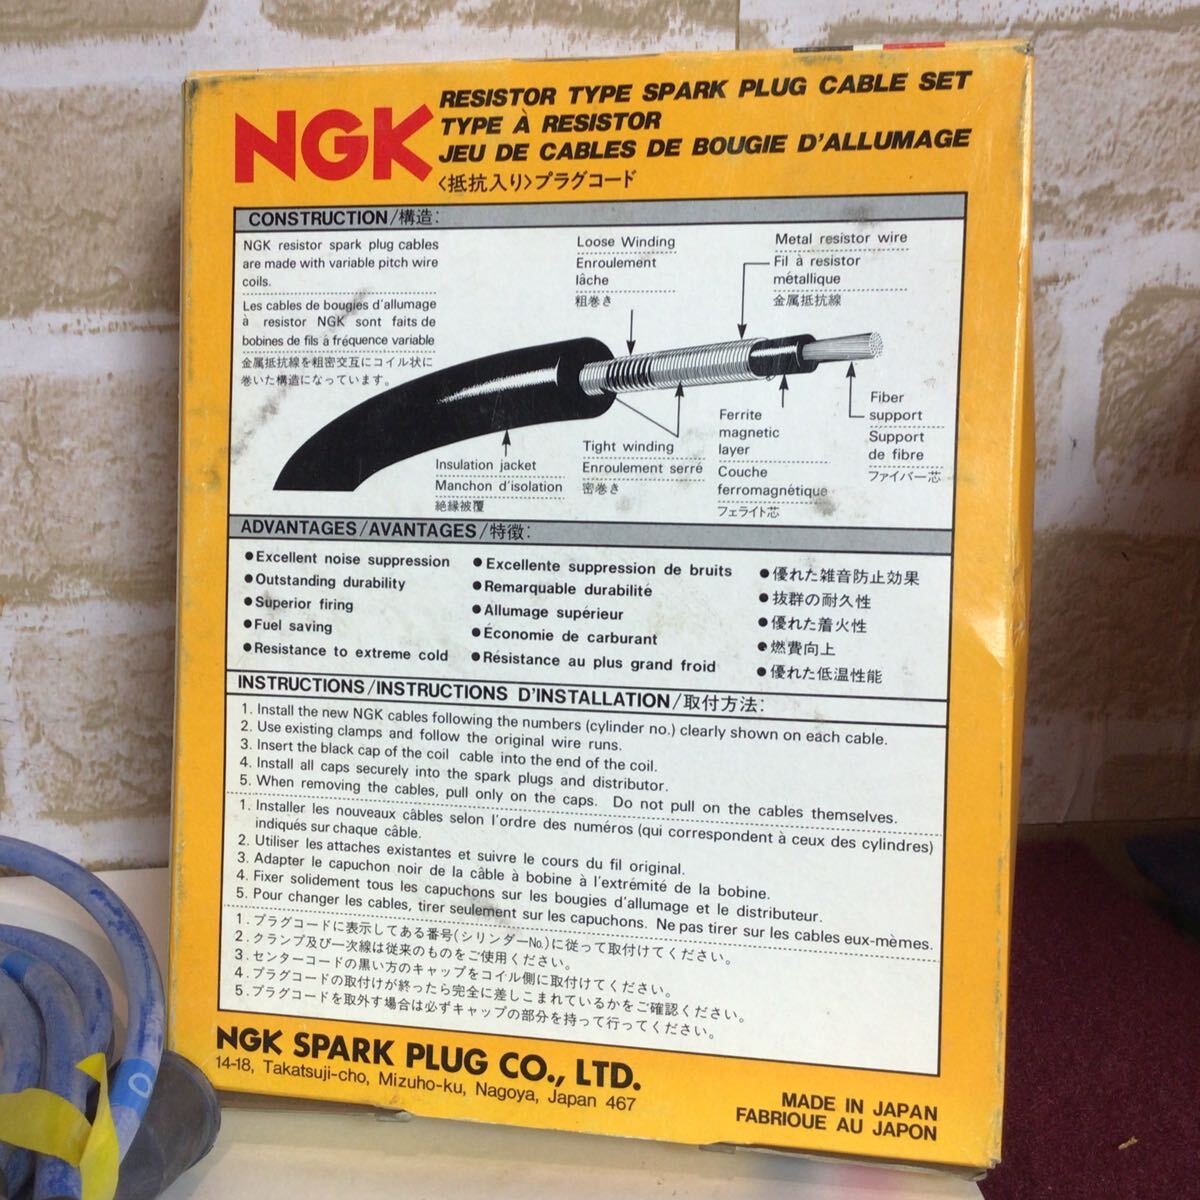 NGK
RESISTOR TYPE SPARK PLUG CABLE SET
TYPE À RESISTOR
JEU DE CABLES DE BOUGIE D'ALLUMAGE
〈抵抗入り〉プラグコード
CONSTRUCTION/構造:
NGK resistor spark plug cables
are made with variable pitch wire
coils.
Les cables de bougies d'allumage
à resistor NGK sont faits de
bobines de fils à fréquence variable
金属抵抗線を粗密交互にコイル状に
巻いた構造になっています。
Loose Winding
Enroulement
lâche
粗巻き
Metal resistor wire
Fil à resistor
métallique
金属抵抗線
Insulation jacket
Manchon d'isolation
絶縁被覆
Tight winding
Enroulement serré
密巻き
Ferrite
magnetic
layer
Couche
ferromagnétique
フェライト芯
Fiber
support
Support
de fibre
ファイバー芯
ADVANTAGES/AVANTAGES/特徴:
●Excellent noise suppression
●Outstanding durability
●Superior firing
●Fuel saving
●Resistance to extreme cold
●Excellente suppression de bruits
●Remarquable durabilité
●Allumage supérieur
●Économie de carburant
●Résistance au plus grand froid
●優れた雑音防止効果
●抜群の耐久性
●優れた着火性
●燃費向上
●優れた低温性能
INSTRUCTIONS/INSTRUCTIONS D'INSTALLATION/取付方法:
1. Install the new NGK cables following the numbers (cylinder no.) clearly shown on each cable.
2. Use existing clamps and follow the original wire runs.
3. Insert the black cap of the coil cable into the end of the coil.
4. Install all caps securely into the spark plugs and distributor.
5. When removing the cables, pull only on the caps. Do not pull on the cables themselves.
1. Installer les nouveaux câbles selon l'ordre des numéros (qui correspondent à ceux des cylindres)
indiqués sur chaque câble.
2. Utiliser les attaches existantes et suivre le cours du fil original.
3. Adapter le capuchon noir de la câble à bobine à l'extrémité de la bobine.
4. Fixer solidement tous les capuchons sur les bougies d'allumage et le distributeur.
5. Pour changer les cables, tirer seulement sur les capuchons. Ne pas tirer sur les cables eux-mèmes.
1. プラグコードに表示してある番号(シリンダーNo.)に従って取付けてください。
2. クランプ及び一次線は従来のものをご使用ください。
3. センターコードの黒い方のキャップをコイル側に取付けてください。
4. プラグコードの取付けが終ったら完全に差しこまれているかをご確認ください。
5. プラグコードを取外す場合は必ずキャップの部分を持って行ってください。
NGK SPARK PLUG CO., LTD.
14-18, Takatsuji-cho, Mizuho-ku, Nagoya, Japan 467
MADE IN JAPAN
FABRIQUE AU JAPON